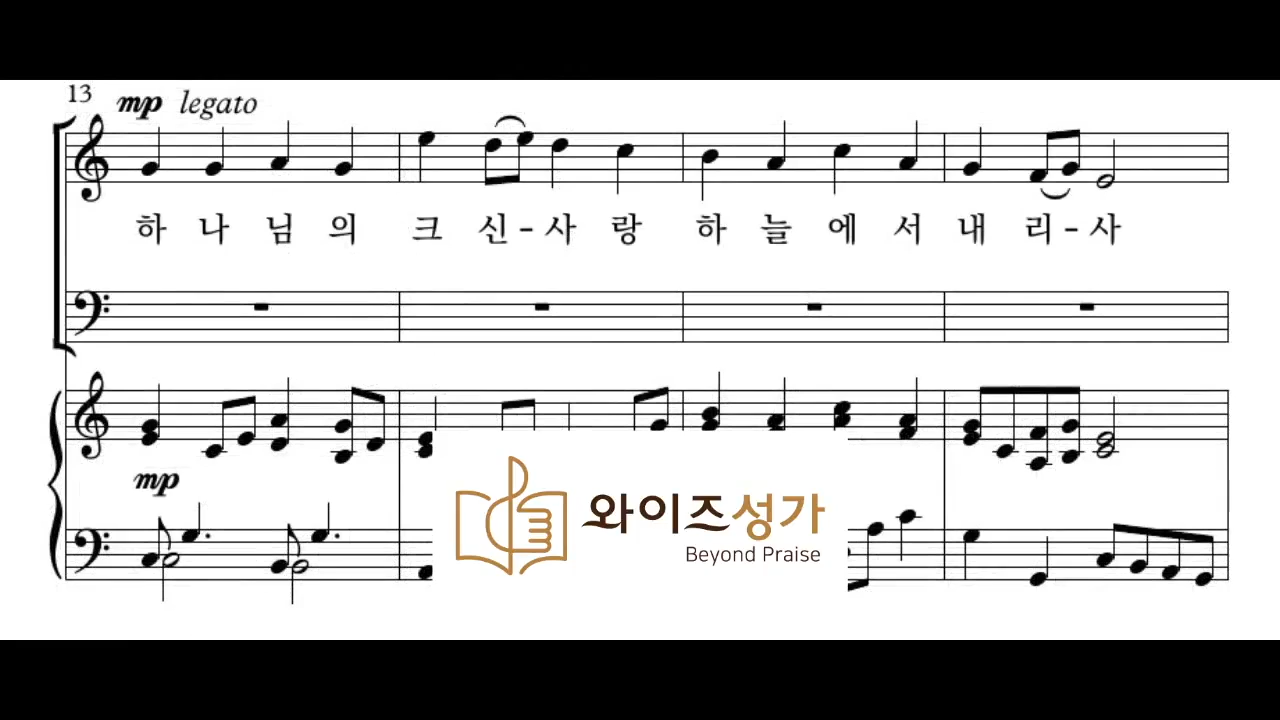 13
mp legato
하 나 님 의 크 신 - 사 랑 하 늘 에 서 내 리 - 사
mp
와이즈성가
Beyond Praise